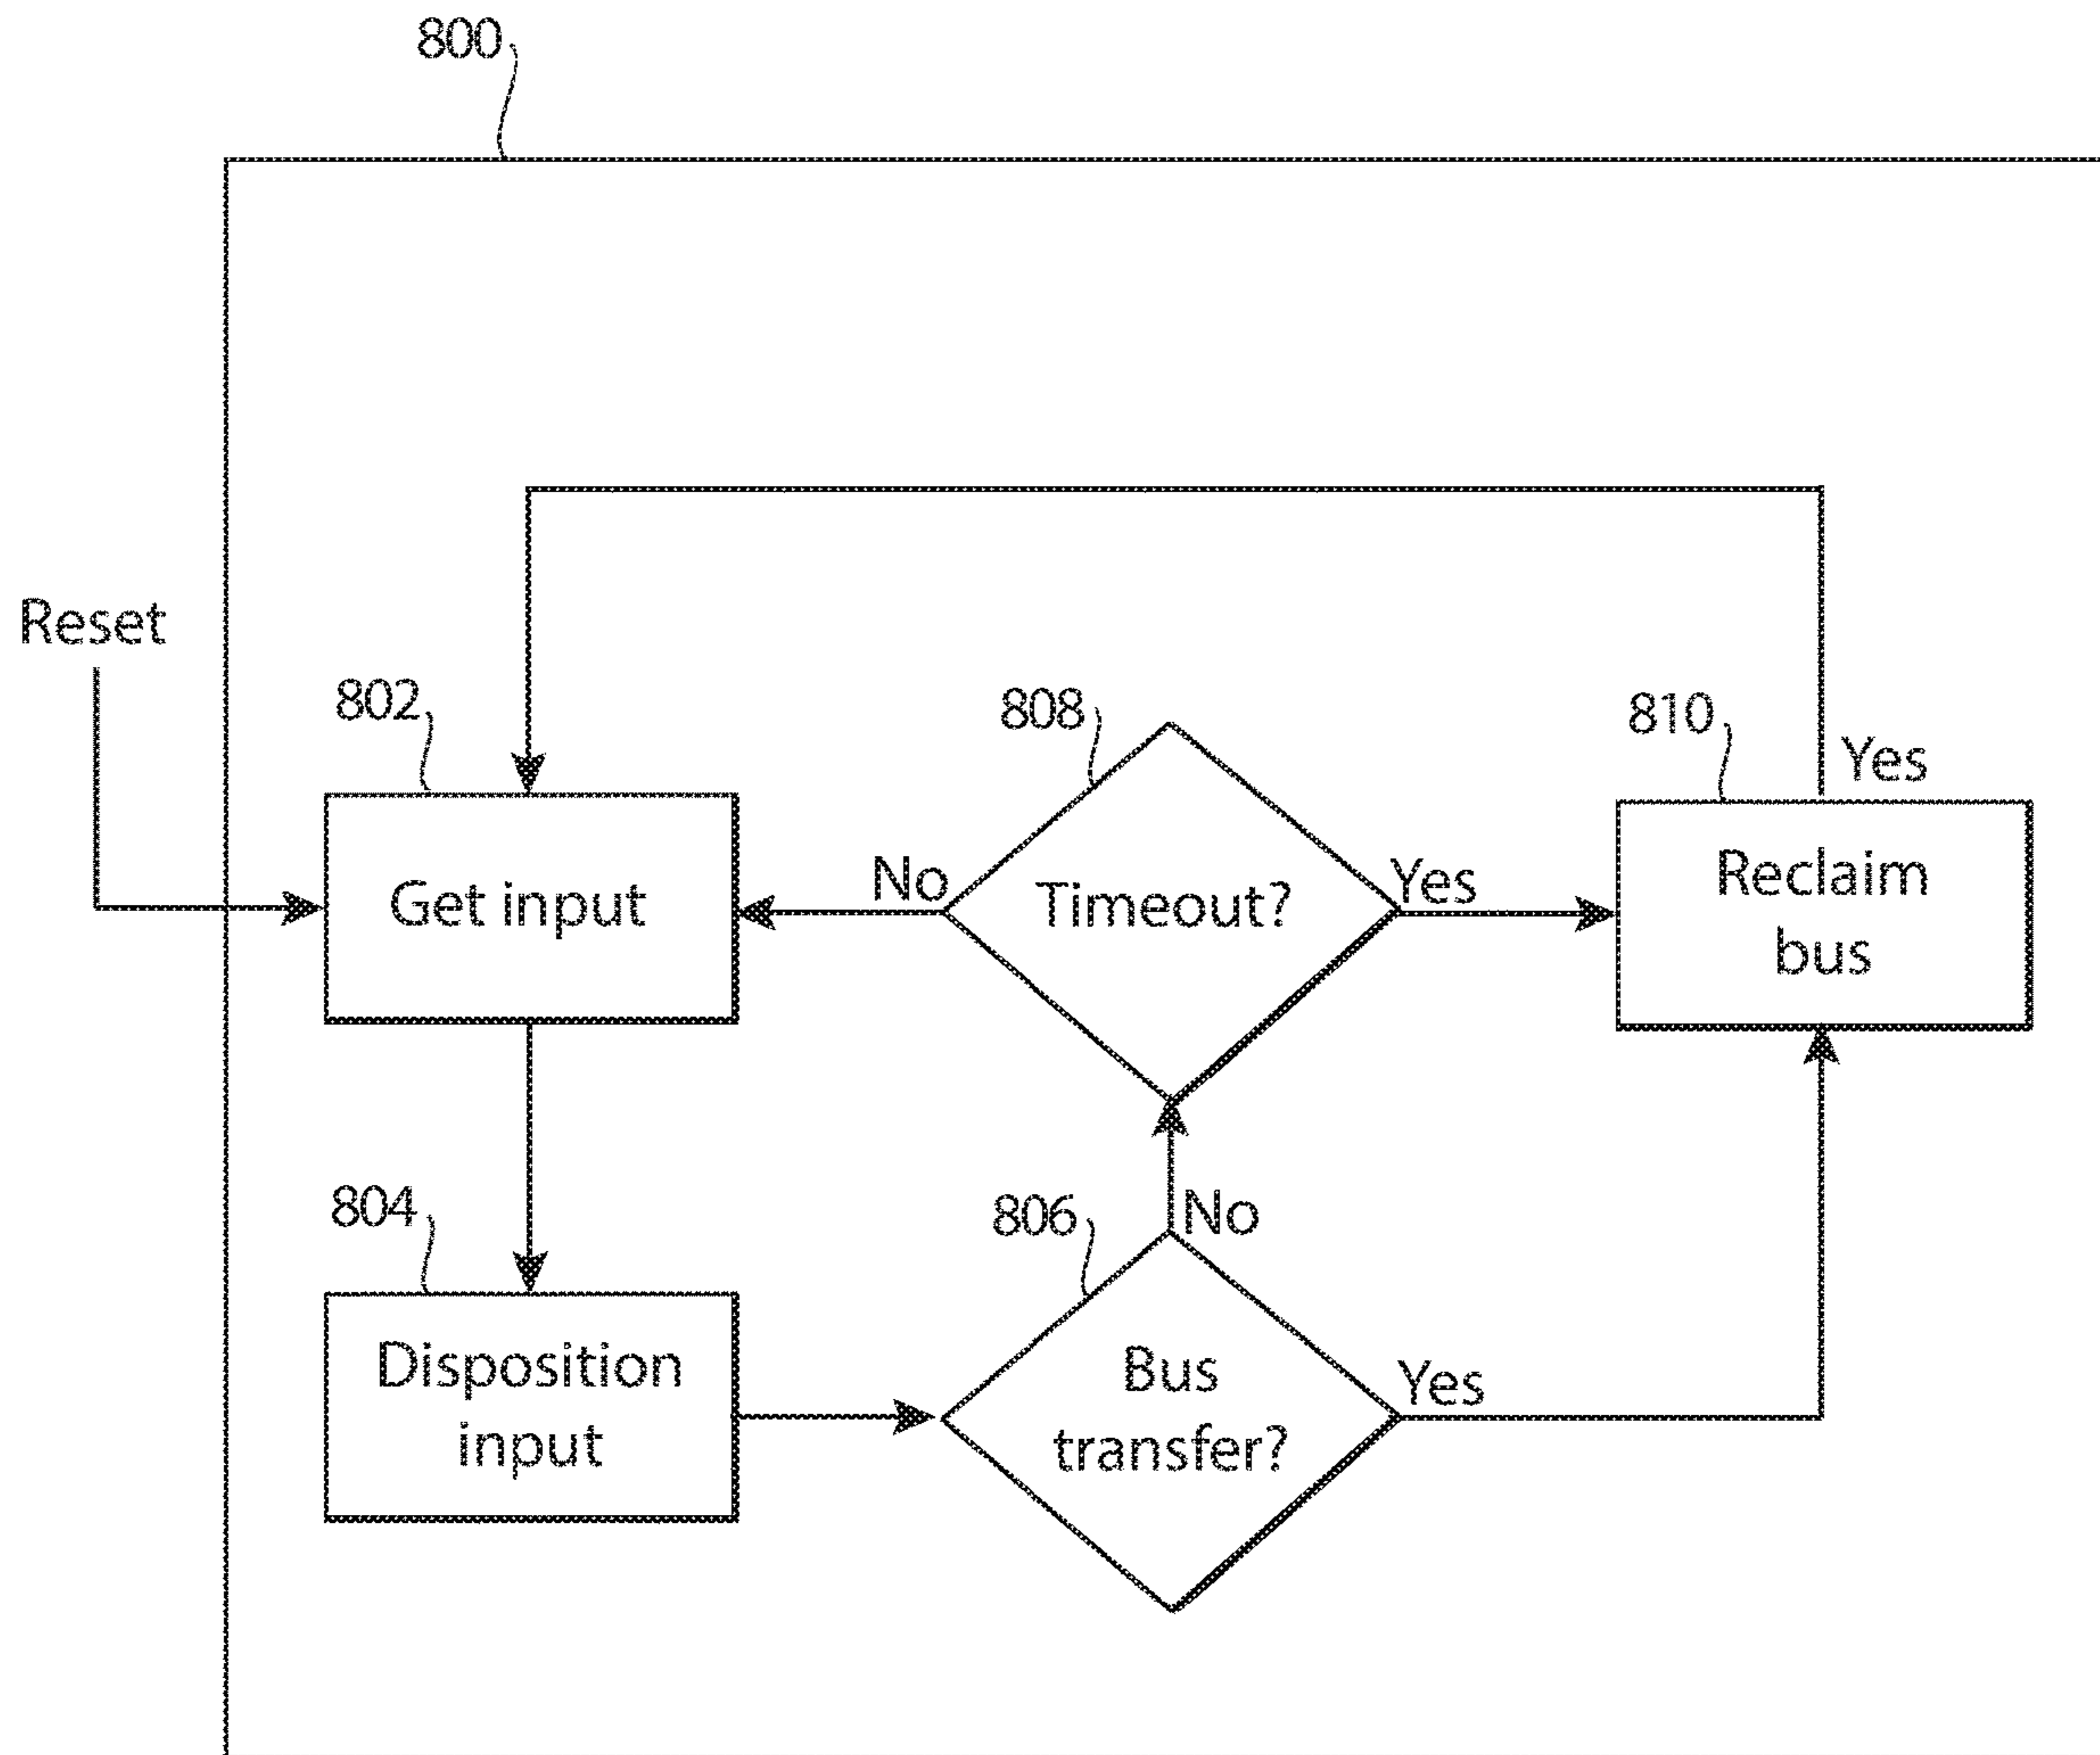 800
Reset
802
808
810
Yes
Get input
No
Timeout?
Yes
Reclaim
bus
804
806
No
Disposition
input
Bus
transfer?
Yes